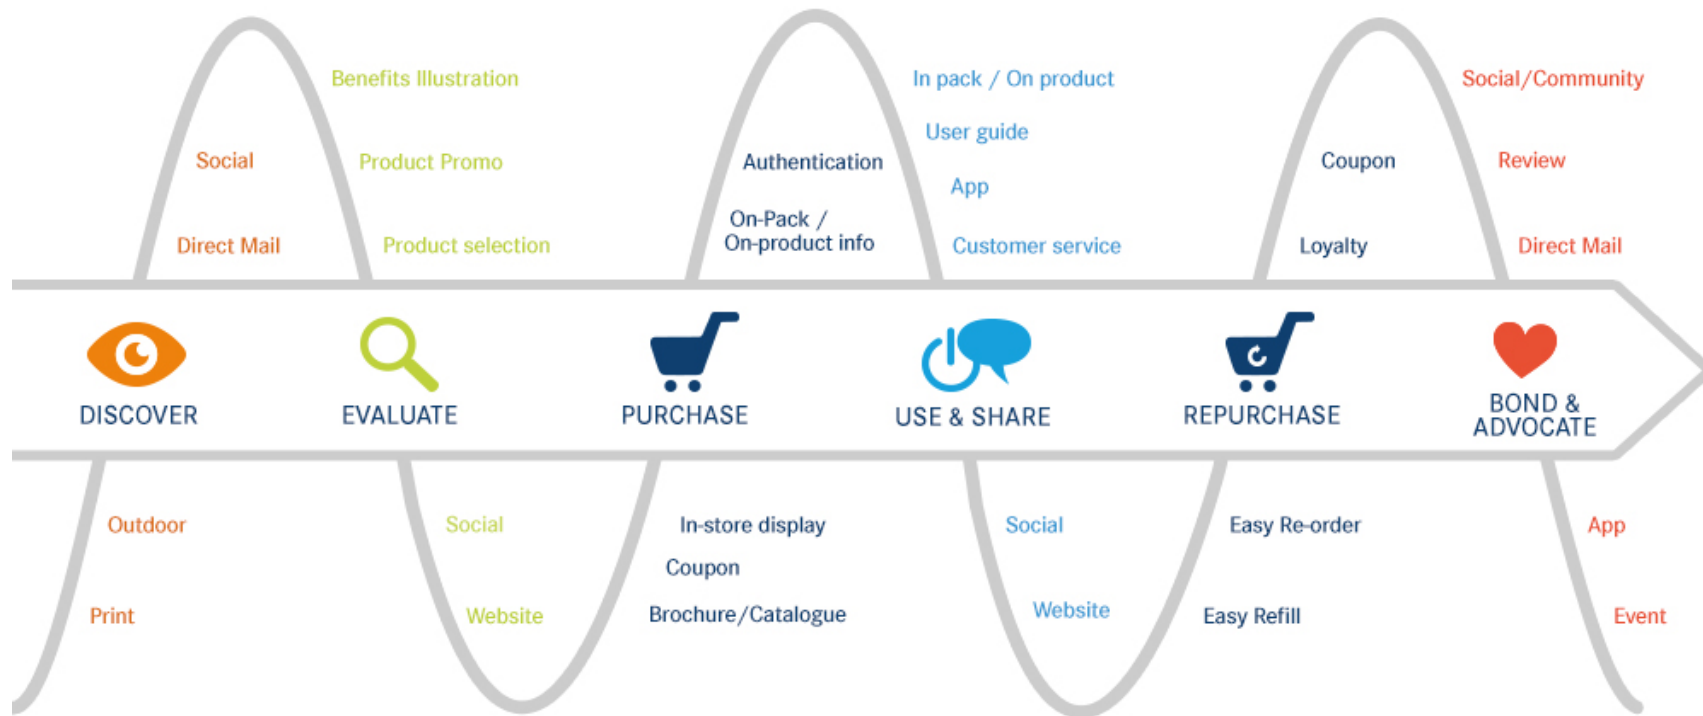 Benefits Illustration
In pack / On product
Social/Community
User guide
Social
Product Promo
Authentication
Coupon
Review
App
On-Pack /
On-product info
Direct Mail
Product selection
Customer service
Loyalty
Direct Mail
DISCOVER
EVALUATE
PURCHASE
USE & SHARE
REPURCHASE
BOND &
ADVOCATE
Outdoor
Social
In-store display
Social
Easy Re-order
App
Coupon
Print
Website
Brochure/Catalogue
Website
Easy Refill
Event